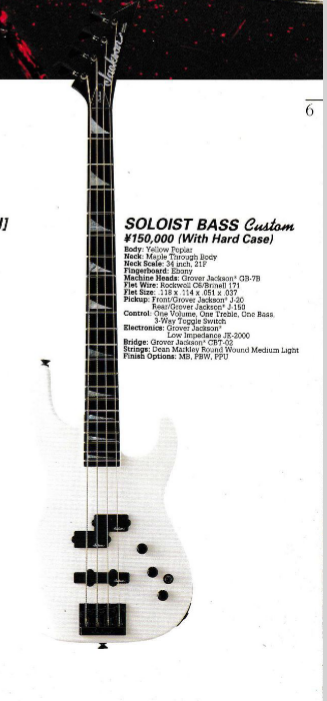 Jackson
6
SOLOIST BASS Custom
¥150,000 (With Hard Case)
Body: Yellow Poplar
Neck: Maple Through Body
Neck Scale: 34 inch, 21F
Fingerboard: Ebony
Machine Heads: Grover Jackson® GB-7B
Flet Wire: Rockwell C6/Brinell 171
Flet Size: .118 x .114 x .051 x .037
Pickup: Front/Grover Jackson® J-20
Rear/Grover Jackson® J-150
Control: One Volume, One Treble, One Bass,
3-Way Toggle Switch
Electronics: Grover Jackson®
Low Impedance JE-2000
Bridge: Grover Jackson® CBT-02
Strings: Dean Markley Round Wound Medium Light
Finish Options: MB, PBW, PPU